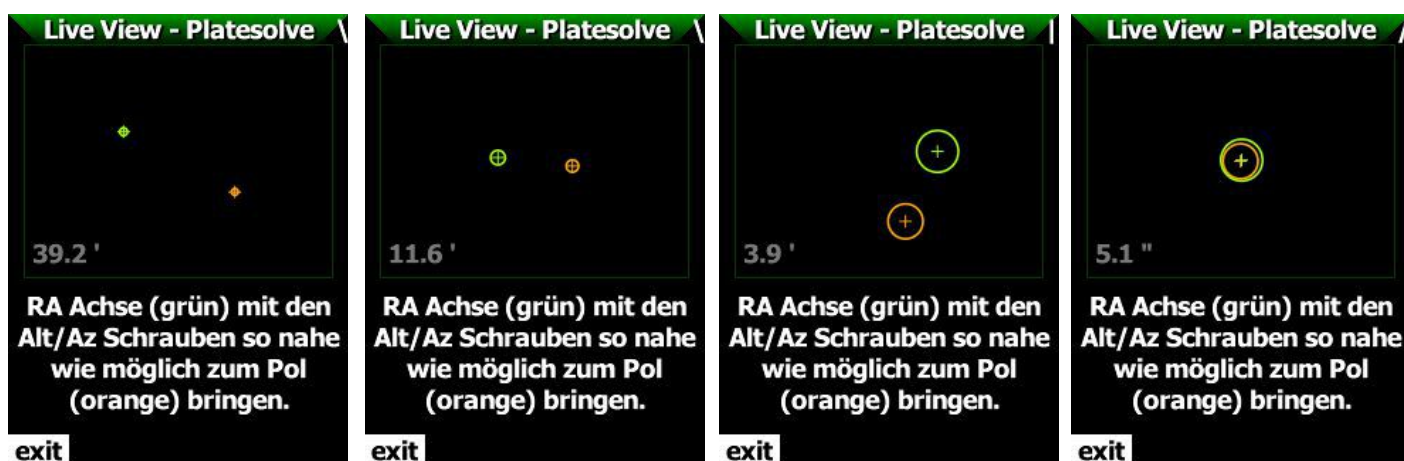 Live View - Platesolve \
39.2 '
RA Achse (grün) mit den
Alt/Az Schrauben so nahe
wie möglich zum Pol
(orange) bringen.
exit
Live View - Platesolve \
11.6 '
RA Achse (grün) mit den
Alt/Az Schrauben so nahe
wie möglich zum Pol
(orange) bringen.
exit
Live View - Platesolve |
3.9 '
RA Achse (grün) mit den
Alt/Az Schrauben so nahe
wie möglich zum Pol
(orange) bringen.
exit
Live View - Platesolve /
5.1 "
RA Achse (grün) mit den
Alt/Az Schrauben so nahe
wie möglich zum Pol
(orange) bringen.
exit